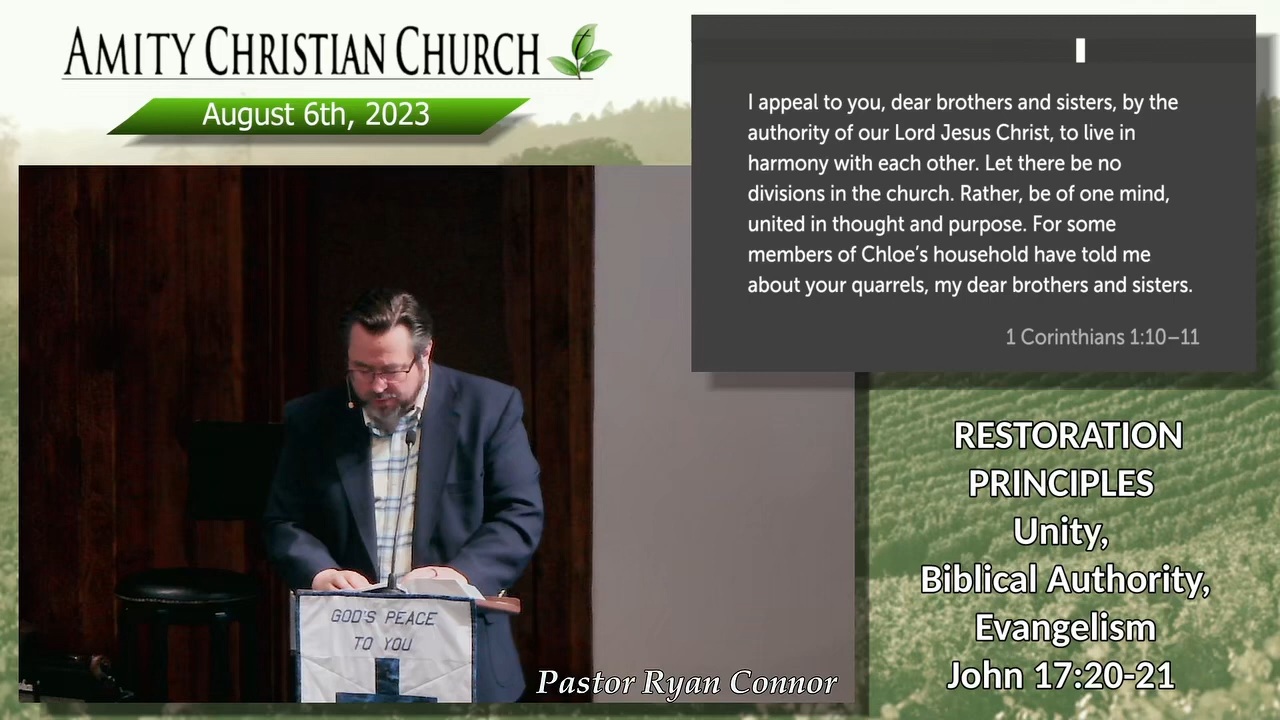 AMITY CHRISTIAN CHURCH
August 6th, 2023
I appeal to you, dear brothers and sisters, by the
authority of our Lord Jesus Christ, to live in
harmony with each other. Let there be no
divisions in the church. Rather, be of one mind,
united in thought and purpose. For some
members of Chloe’s household have told me
about your quarrels, my dear brothers and sisters.
1 Corinthians 1:10–11
RESTORATION
PRINCIPLES
Unity,
Biblical Authority,
Evangelism
John 17:20-21
GOD'S PEACE
TO YOU
Pastor Ryan Connor